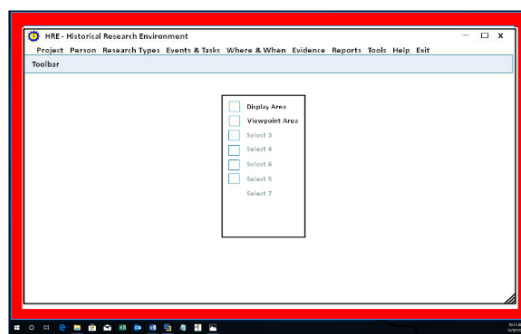 HRE - Historical Research Environment
Project Person Research Types Events & Tasks Where & When Evidence Reports Tools Help Exit
Toolbar
Display Area
Viewpoint Area
Select 3
Select 4
Select 6
Select 5
Select 7